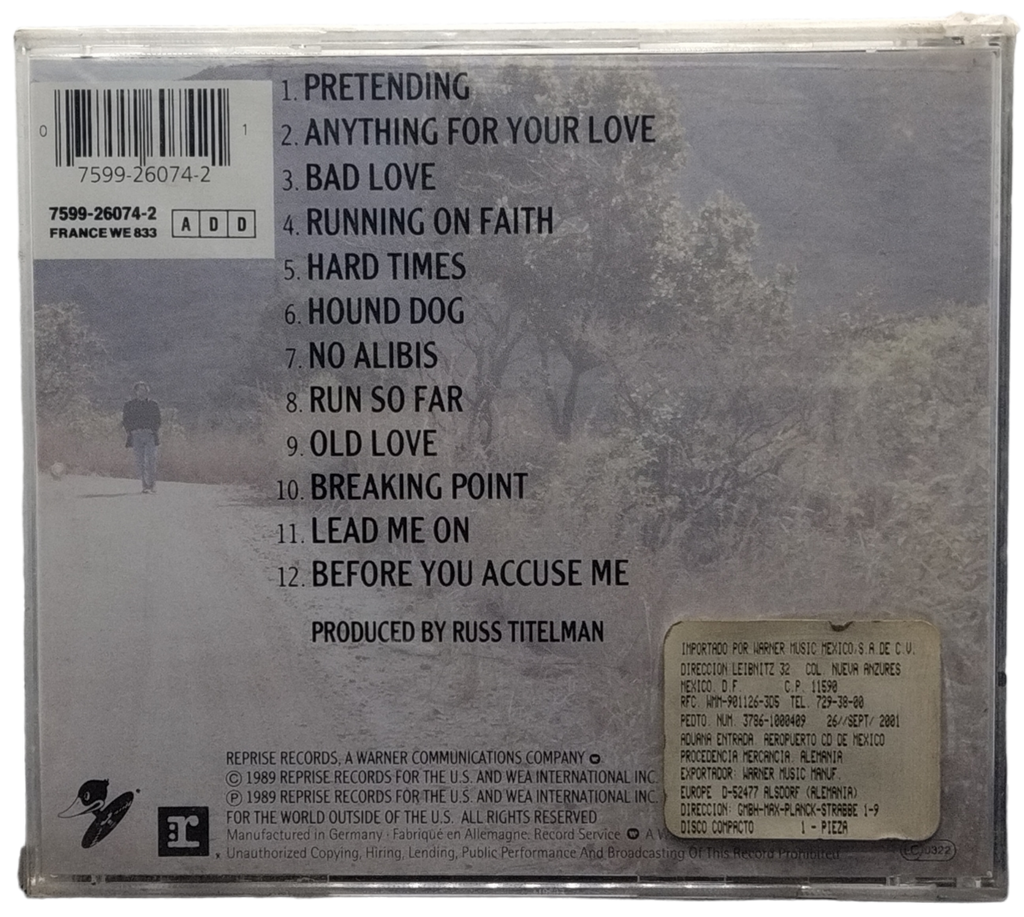 0 1
7599-26074-2
7599-26074-2
FRANCE WE 833
A D D
1. PRETENDING
2. ANYTHING FOR YOUR LOVE
3. BAD LOVE
4. RUNNING ON FAITH
5. HARD TIMES
6. HOUND DOG
7. NO ALIBIS
8. RUN SO FAR
9. OLD LOVE
10. BREAKING POINT
11. LEAD ME ON
12. BEFORE YOU ACCUSE ME
PRODUCED BY RUSS TITELMAN
REPRISE RECORDS, A WARNER COMMUNICATIONS COMPANY
© 1989 REPRISE RECORDS FOR THE U.S. AND WEA INTERNATIONAL INC.
℗ 1989 REPRISE RECORDS FOR THE U.S. AND WEA INTERNATIONAL INC.
FOR THE WORLD OUTSIDE OF THE U.S. ALL RIGHTS RESERVED
Manufactured in Germany · Fabriqué en Allemagne. Record Service
Unauthorized Copying, Hiring, Lending, Public Performance And Broadcasting Of This Record Prohibited
r
IMPORTADO POR WARNER MUSIC MEXICO,S.A DE C.V.
DIRECCION LEIBNITZ 32 COL. NUEVA ANZURES
MEXICO. D.F. C.P. 11590
RFC. WMM-901126-3D5 TEL. 729-38-00
PEDTO. NUM. 3786-1000409 26//SEPT/ 2001
ADUANA ENTRADA. AEROPUERTO CD DE MEXICO
PROCEDENCIA MERCANCIA. ALEMANIA
EXPORTADOR: WARNER MUSIC MANUF.
EUROPE D-52477 ALSDORF (ALEMANIA)
DIRECCION: GMBH-MAX-PLANCK-STRABBE 1-9
DISCO COMPACTO 1 - PIEZA
LC 0322